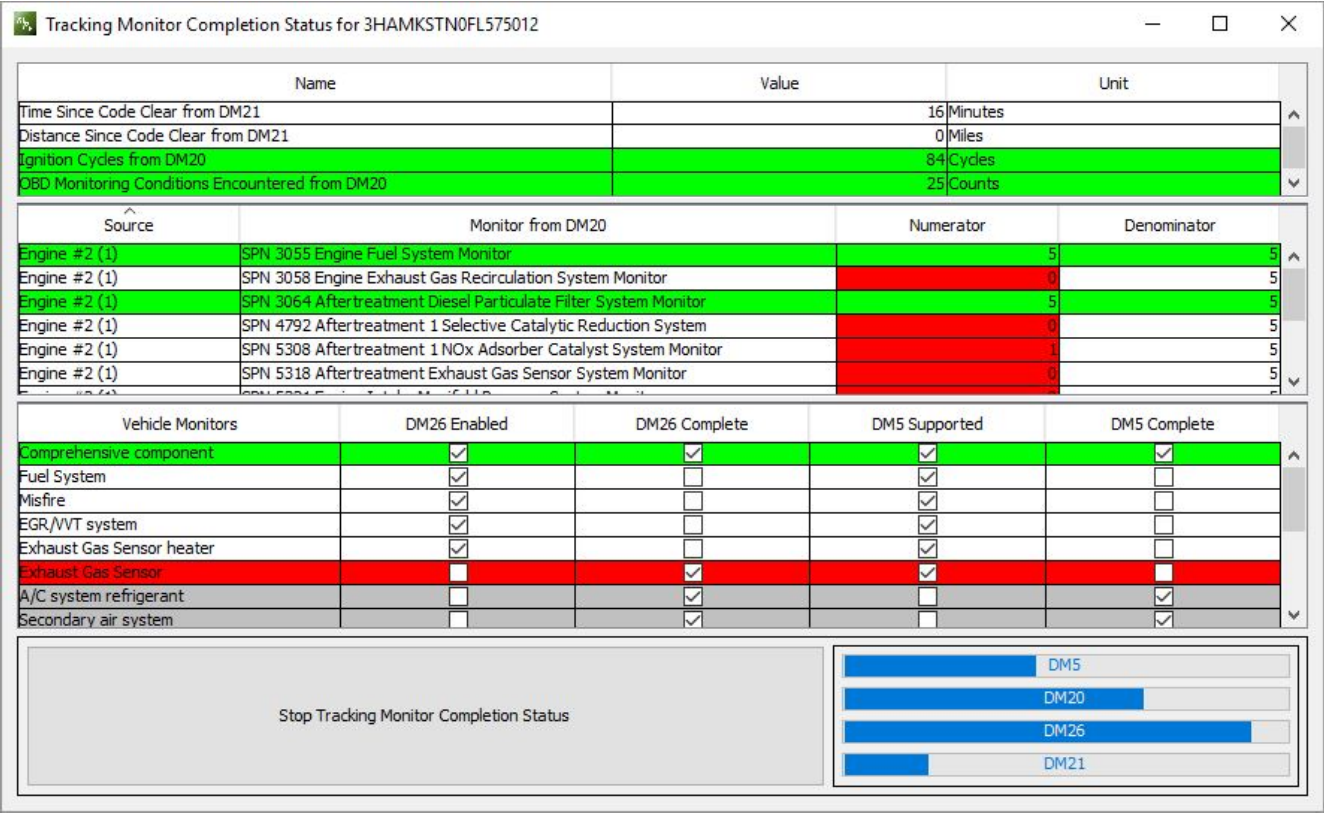 Tracking Monitor Completion Status for 3HAMKSTN0FL575012
Name Value Unit
Time Since Code Clear from DM21 16 Minutes
Distance Since Code Clear from DM21 0 Miles
Ignition Cycles from DM20 84 Cycles
OBD Monitoring Conditions Encountered from DM20 25 Counts
Source Monitor from DM20 Numerator Denominator
Engine #2 (1) SPN 3055 Engine Fuel System Monitor 5 5
Engine #2 (1) SPN 3058 Engine Exhaust Gas Recirculation System Monitor 0 5
Engine #2 (1) SPN 3064 Aftertreatment Diesel Particulate Filter System Monitor 5 5
Engine #2 (1) SPN 4792 Aftertreatment 1 Selective Catalytic Reduction System 0 5
Engine #2 (1) SPN 5308 Aftertreatment 1 NOx Adsorber Catalyst System Monitor 1 5
Engine #2 (1) SPN 5318 Aftertreatment Exhaust Gas Sensor System Monitor 0 5
Vehicle Monitors DM26 Enabled DM26 Complete DM5 Supported DM5 Complete
Comprehensive component
Fuel System
Misfire
EGR/VVT system
Exhaust Gas Sensor heater
Exhaust Gas Sensor
A/C system refrigerant
Secondary air system
Stop Tracking Monitor Completion Status
DM5
DM20
DM26
DM21